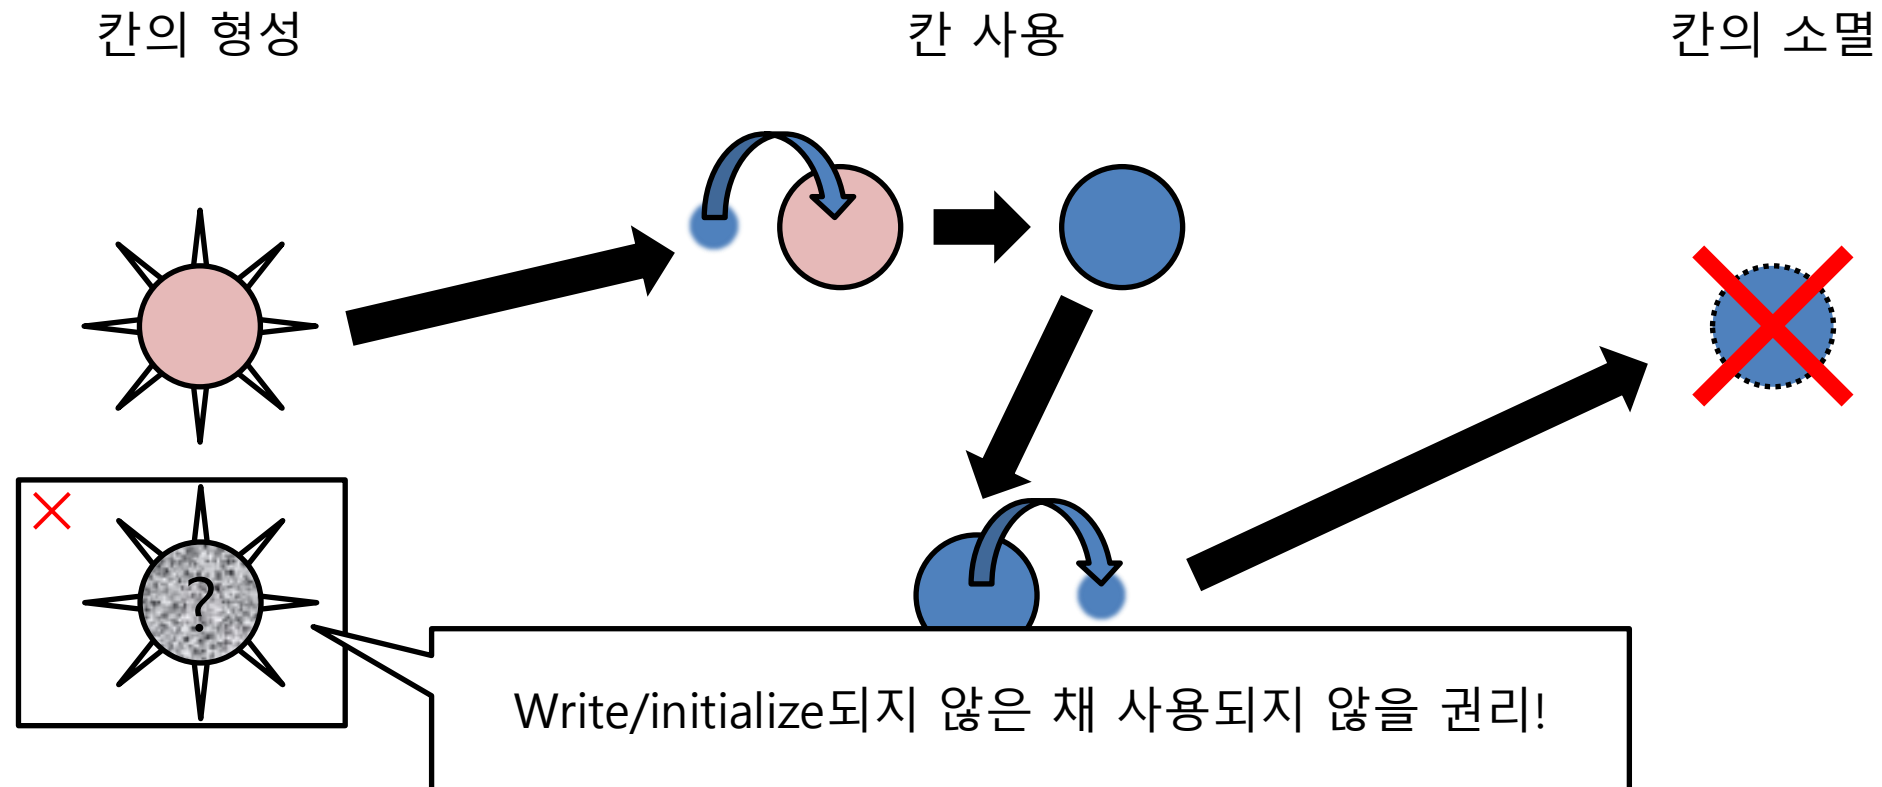 칸의 형성
칸 사용
칸의 소멸
?
Write/initialize되지 않은 채 사용되지 않을 권리!